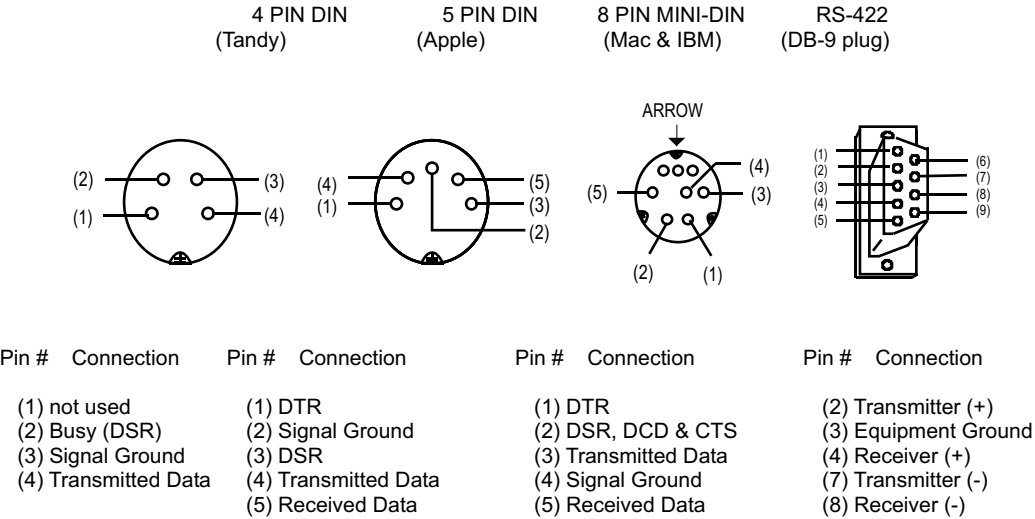 4 PIN DIN 5 PIN DIN 8 PIN MINI-DIN RS-422
(Tandy) (Apple) (Mac & IBM) (DB-9 plug)
ARROW
(2) (3)
(1) (4)
(4) (5)
(1) (3)
(2)
(4)
(5) (3)
(2) (1)
(1) (6)
(2) (7)
(3) (8)
(4) (9)
(5)
Pin # Connection Pin # Connection Pin # Connection Pin # Connection
(1) not used (1) DTR (1) DTR (2) Transmitter (+)
(2) Busy (DSR) (2) Signal Ground (2) DSR, DCD & CTS (3) Equipment Ground
(3) Signal Ground (3) DSR (3) Transmitted Data (4) Receiver (+)
(4) Transmitted Data (4) Transmitted Data (4) Signal Ground (7) Transmitter (-)
(5) Received Data (5) Received Data (8) Receiver (-)